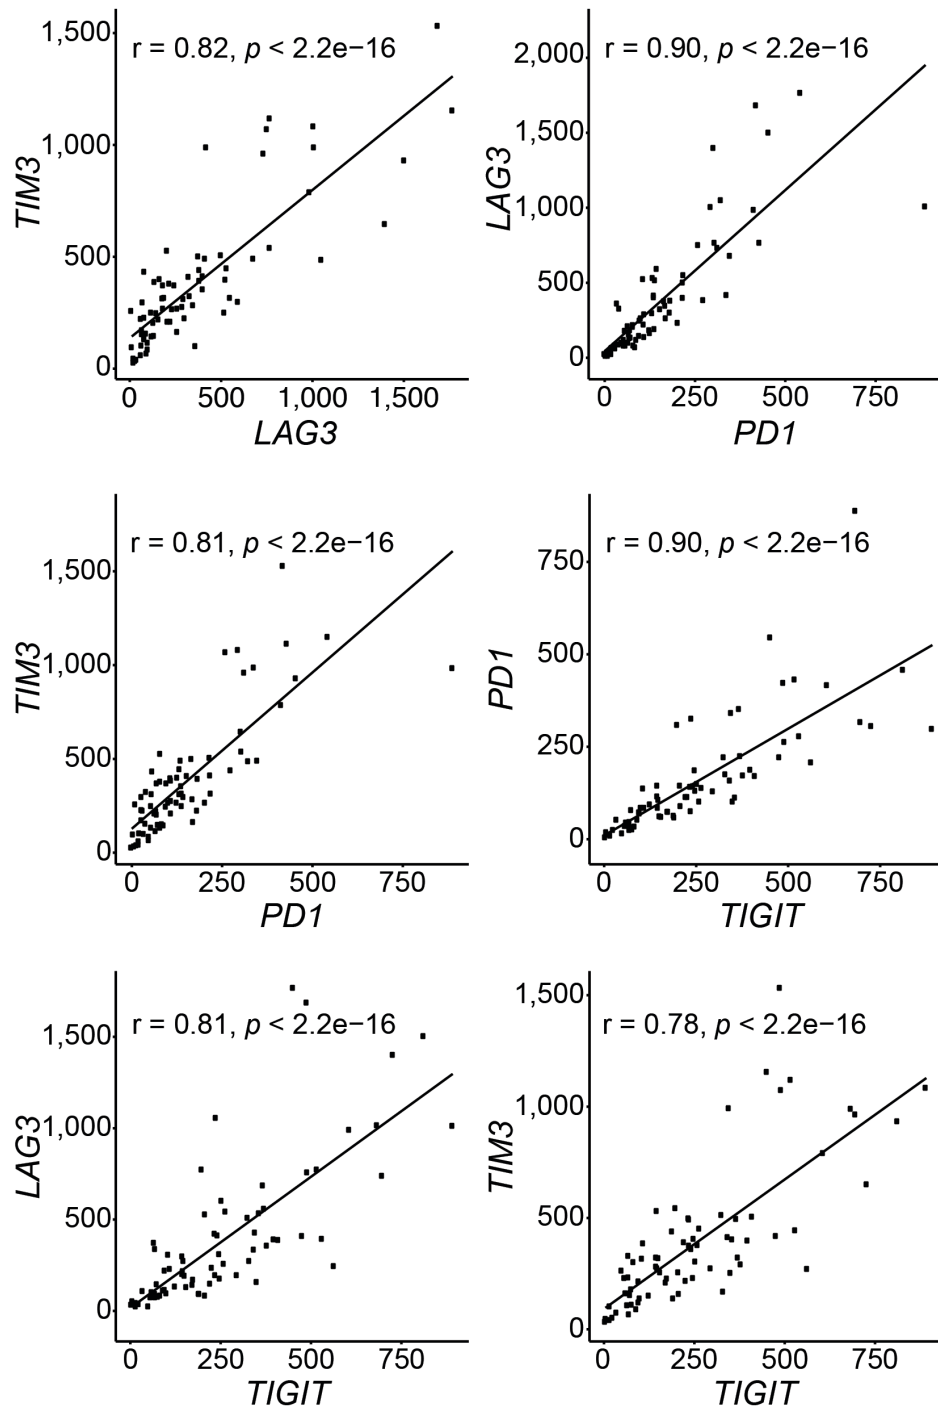 r = 0.82, p < 2.2e−16
TIM3
1,500
1,000
500
0
0 500 1,000 1,500
LAG3
r = 0.90, p < 2.2e−16
LAG3
2,000
1,500
1,000
500
0
0 250 500 750
PD1
r = 0.81, p < 2.2e−16
TIM3
1,500
1,000
500
0
0 250 500 750
PD1
r = 0.90, p < 2.2e−16
PD1
750
500
250
0
0 250 500 750
TIGIT
r = 0.81, p < 2.2e−16
LAG3
1,500
1,000
500
0
0 250 500 750
TIGIT
r = 0.78, p < 2.2e−16
TIM3
1,500
1,000
500
0
0 250 500 750
TIGIT